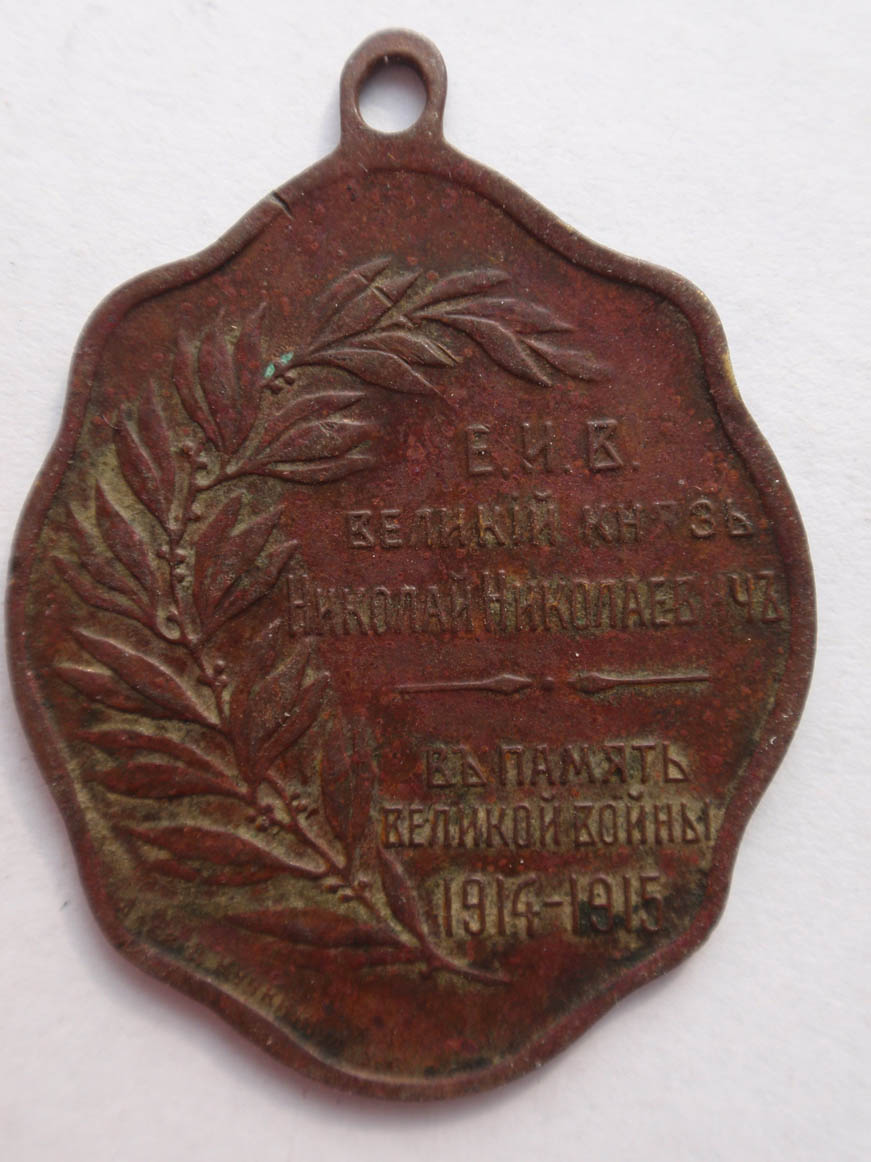 Е.И.В.
ВЕЛИКІЙ КНЯЗЬ
НИКОЛАЙ НИКОЛАЕВИЧЪ
ВЪ ПАМЯТЬ
ВЕЛИКОЙ ВОЙНЫ
1914-1915